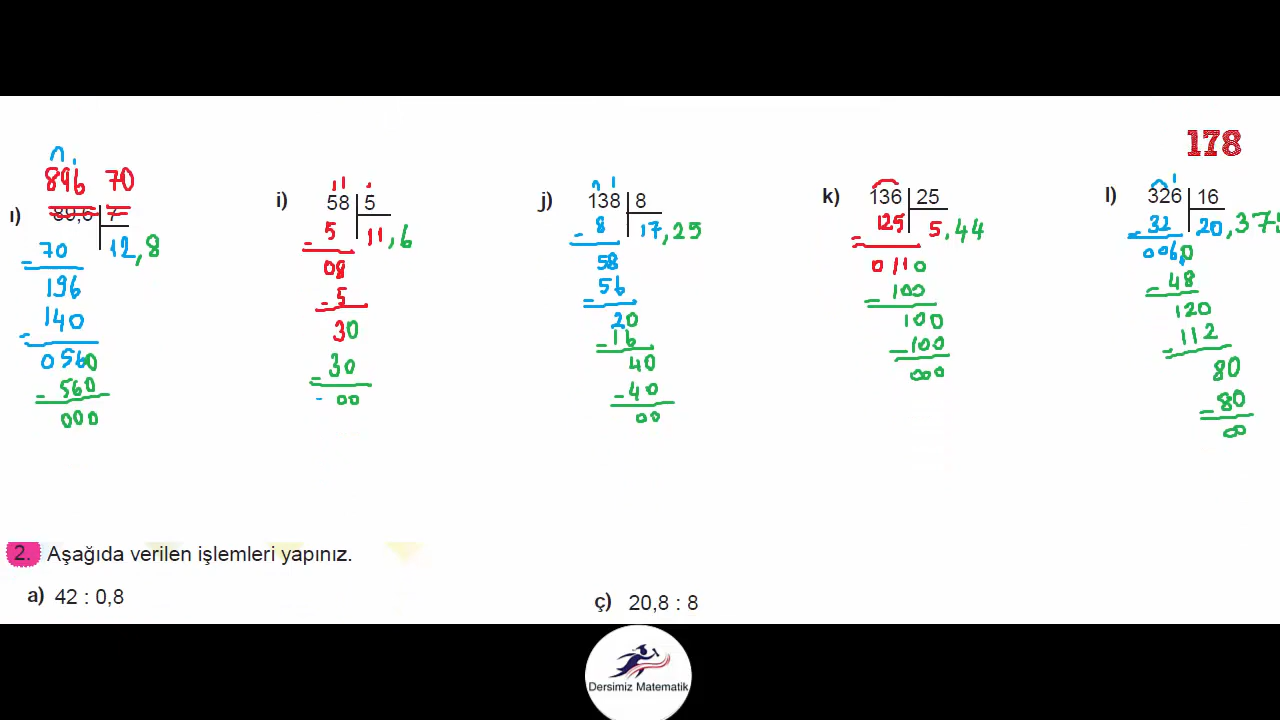 178
ı) 896 70
89,6 7
70 12,8
- 196
140
- 0560
- 560
000
i) 58 5
- 5 11,6
08
- 5
30
- 30
- 00
j) 138 8
- 8 17,25
58
- 56
20
- 16
40
- 40
00
k) 136 25
- 125 5,44
0110
- 100
100
- 100
000
l) 326 16
- 32 20,375
006,0
- 48
120
- 112
80
- 80
00
2. Aşağıda verilen işlemleri yapınız.
a) 42 : 0,8
ç) 20,8 : 8
Dersimiz Matematik